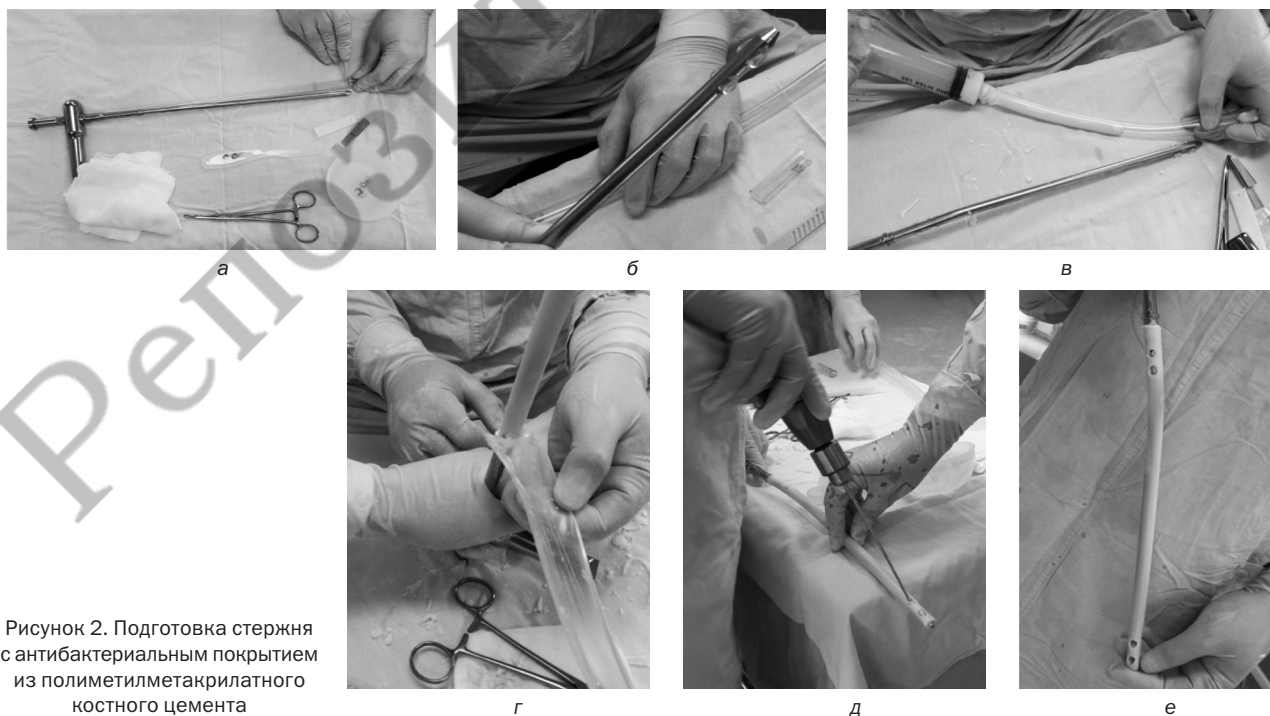 а
б
в
г
д
е
Рисунок 2. Подготовка стержня
с антибактериальным покрытием
из полиметилметакрилатного
костного цемента